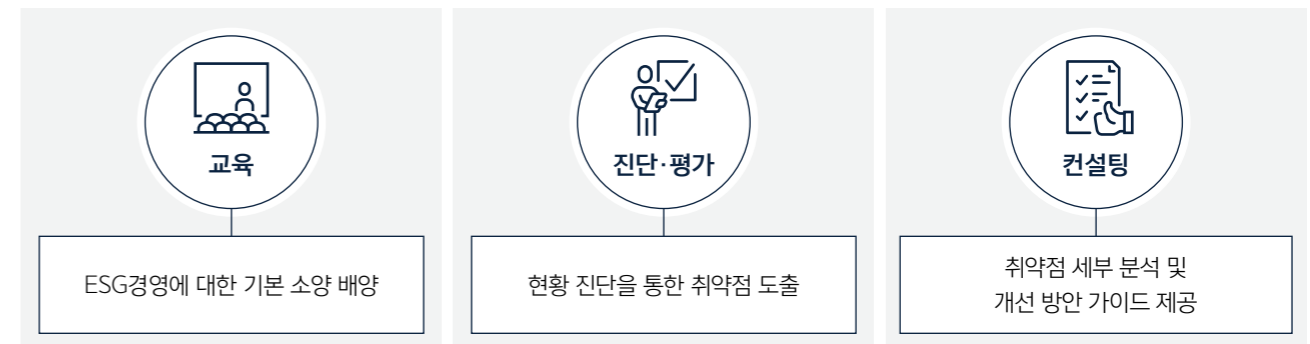 교육
ESG경영에 대한 기본 소양 배양
진단·평가
현황 진단을 통한 취약점 도출
컨설팅
취약점 세부 분석 및
개선 방안 가이드 제공